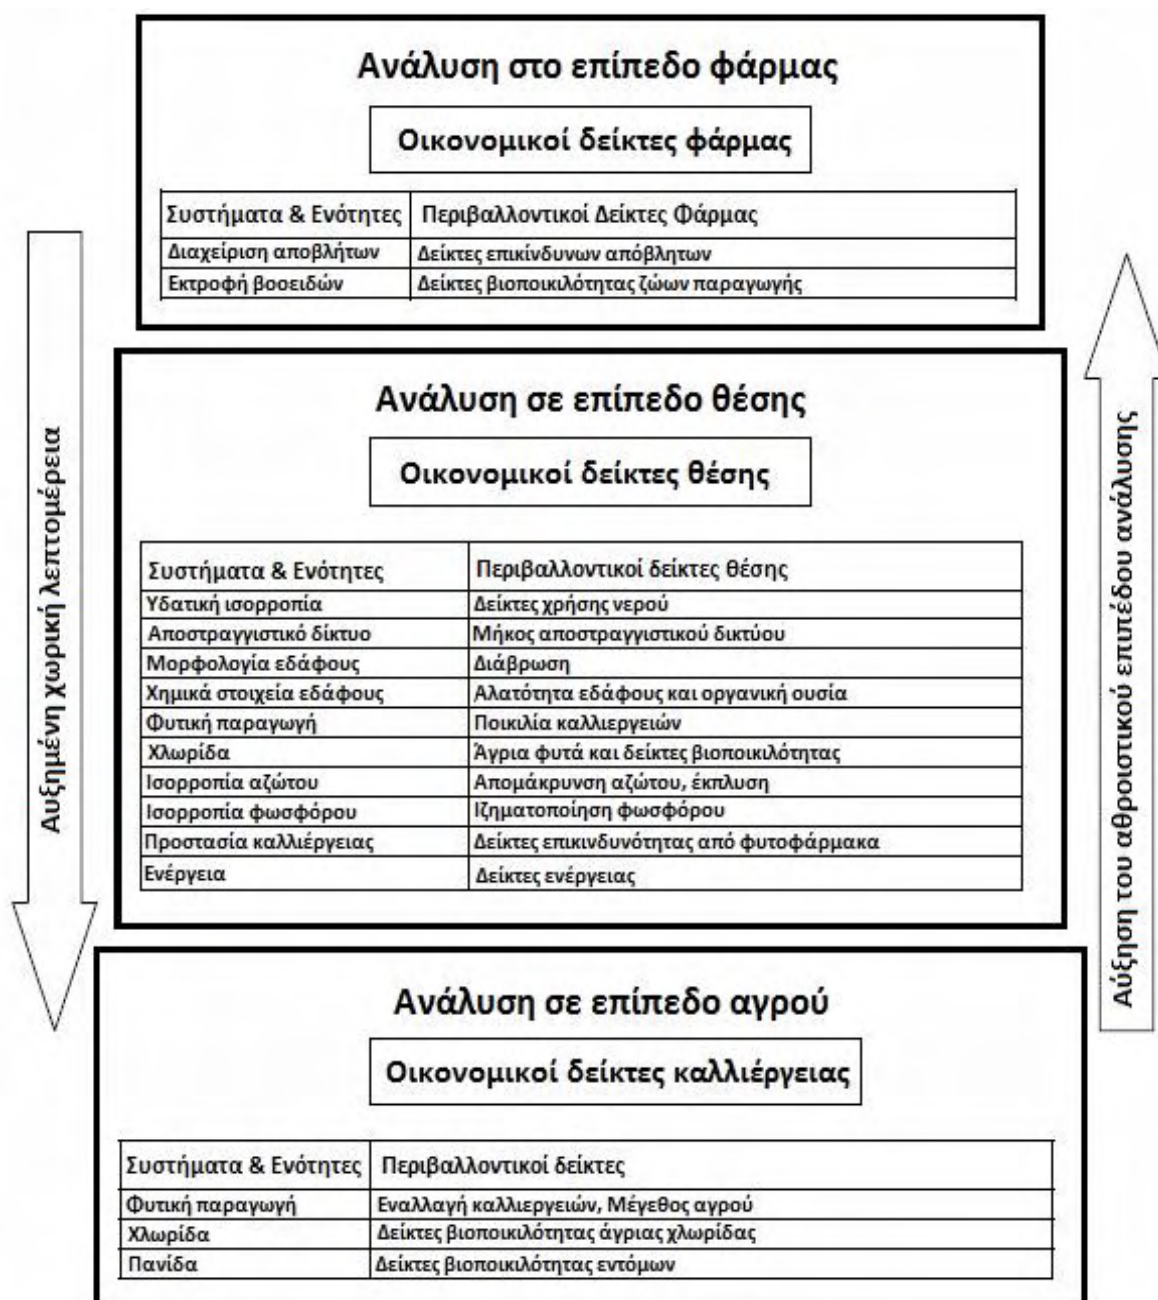 Ανάλυση στο επίπεδο φάρμας
Οικονομικοί δείκτες φάρμας
Συστήματα & Ενότητες Περιβαλλοντικοί Δείκτες Φάρμας
Διαχείριση αποβλήτων Δείκτες επικίνδυνων απόβλητων
Εκτροφή βοοειδών Δείκτες βιοποικιλότητας ζώων παραγωγής
Αυξημένη χωρική λεπτομέρεια
Ανάλυση σε επίπεδο θέσης
Οικονομικοί δείκτες θέσης
Συστήματα & Ενότητες Περιβαλλοντικοί δείκτες θέσης
Υδατική ισορροπία Δείκτες χρήσης νερού
Αποστραγγιστικό δίκτυο Μήκος αποστραγγιστικού δικτύου
Μορφολογία εδάφους Διάβρωση
Χημικά στοιχεία εδάφους Αλατότητα εδάφους και οργανική ουσία
Φυτική παραγωγή Ποικιλία καλλιεργειών
Χλωρίδα Άγρια φυτά και δείκτες βιοποικιλότητας
Ισορροπία αζώτου Απομάκρυνση αζώτου, έκπλυση
Ισορροπία φωσφόρου Ιζηματοποίηση φωσφόρου
Προστασία καλλιέργειας Δείκτες επικινδυνότητας από φυτοφάρμακα
Ενέργεια Δείκτες ενέργειας
Αύξηση του αθροιστικού επιπέδου ανάλυσης
Ανάλυση σε επίπεδο αγρού
Οικονομικοί δείκτες καλλιέργειας
Συστήματα & Ενότητες Περιβαλλοντικοί δείκτες
Φυτική παραγωγή Εναλλαγή καλλιεργειών, Μέγεθος αγρού
Χλωρίδα Δείκτες βιοποικιλότητας άγριας χλωρίδας
Πανίδα Δείκτες βιοποικιλότητας εντόμων